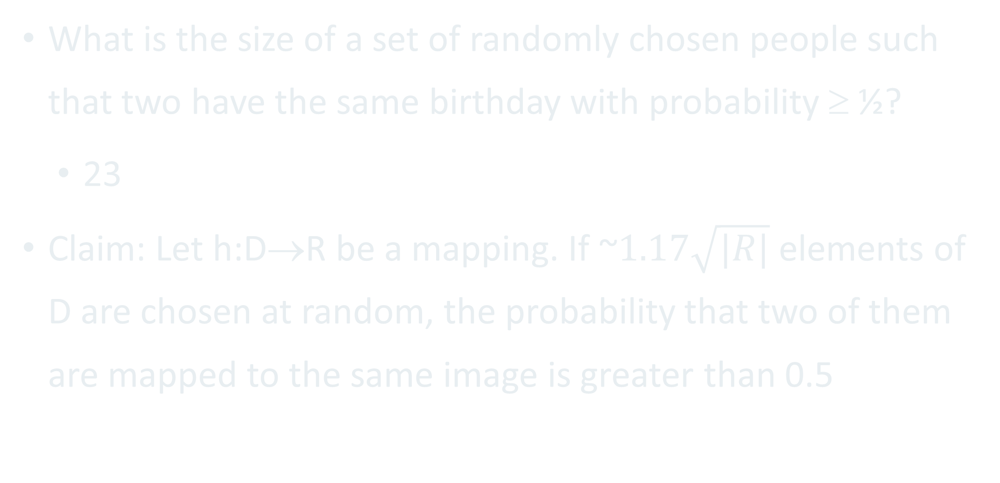 • What is the size of a set of randomly chosen people such
that two have the same birthday with probability ≥ ½?
• 23
• Claim: Let h:D→R be a mapping. If ~1.17√|R| elements of
D are chosen at random, the probability that two of them
are mapped to the same image is greater than 0.5